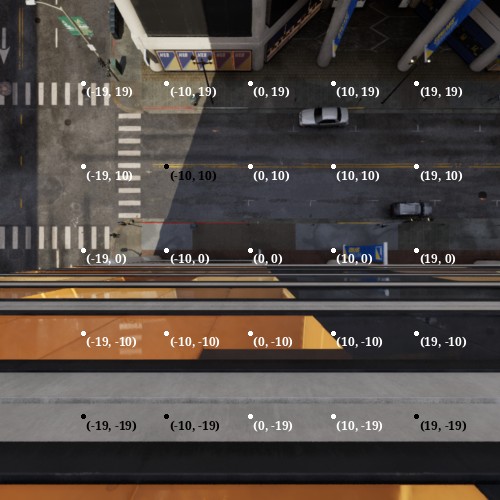 (-19, 19) (-10, 19) (0, 19) (10, 19) (19, 19)
(-19, 10) (-10, 10) (0, 10) (10, 10) (19, 10)
(-19, 0) (-10, 0) (0, 0) (10, 0) (19, 0)
(-19, -10) (-10, -10) (0, -10) (10, -10) (19, -10)
(-19, -19) (-10, -19) (0, -19) (10, -19) (19, -19)